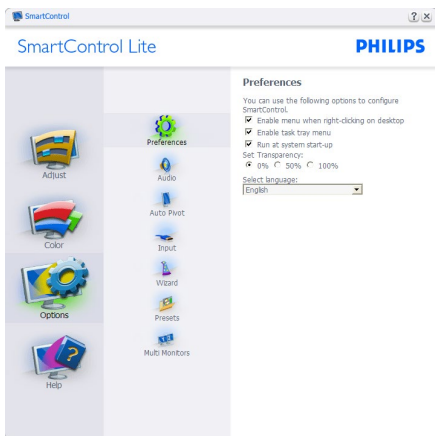 SmartControl
SmartControl Lite
PHILIPS
Adjust
Color
Options
Help
Preferences
Audio
Auto Pivot
Input
Wizard
Presets
Multi Monitors
Preferences
You can use the following options to configure
SmartControl.
Enable menu when right-clicking on desktop
Enable task tray menu
Run at system start-up
Set Transparency:
0% 50% 100%
Select language:
English